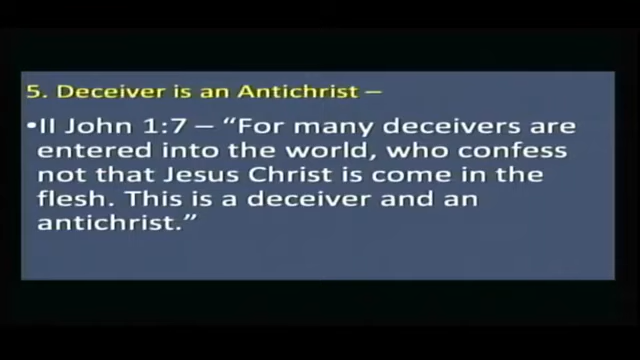 5. Deceiver is an Antichrist –
•II John 1:7 – “For many deceivers are
entered into the world, who confess
not that Jesus Christ is come in the
flesh. This is a deceiver and an
antichrist.”